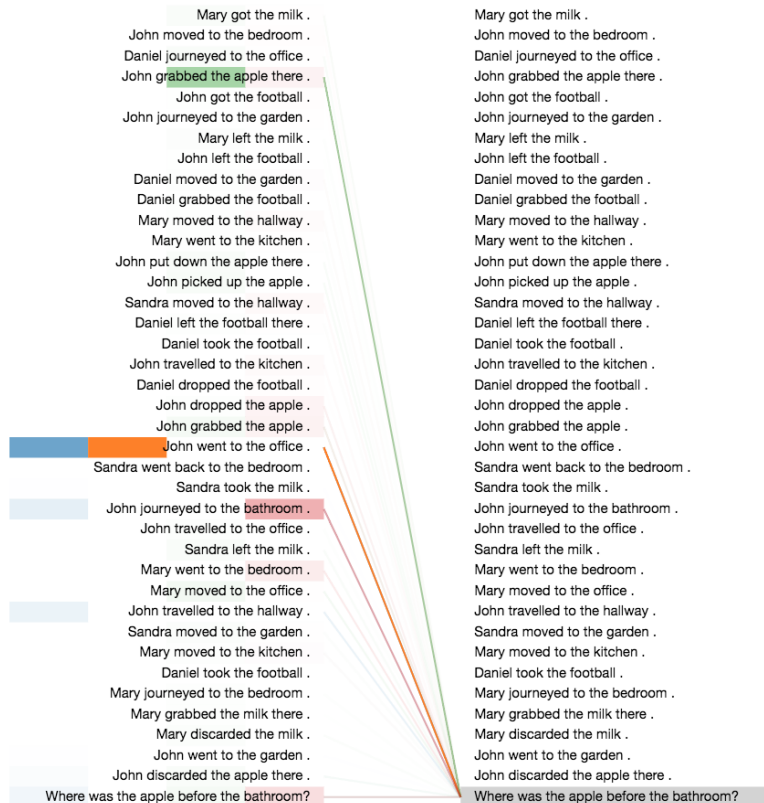 Mary got the milk .
John moved to the bedroom .
Daniel journeyed to the office .
John grabbed the apple there .
John got the football .
John journeyed to the garden .
Mary left the milk .
John left the football .
Daniel moved to the garden .
Daniel grabbed the football .
Mary moved to the hallway .
Mary went to the kitchen .
John put down the apple there .
John picked up the apple .
Sandra moved to the hallway .
Daniel left the football there .
Daniel took the football .
John travelled to the kitchen .
Daniel dropped the football .
John dropped the apple .
John grabbed the apple .
John went to the office .
Sandra went back to the bedroom .
Sandra took the milk .
John journeyed to the bathroom .
John travelled to the office .
Sandra left the milk .
Mary went to the bedroom .
Mary moved to the office .
John travelled to the hallway .
Sandra moved to the garden .
Mary moved to the kitchen .
Daniel took the football .
Mary journeyed to the bedroom .
Mary grabbed the milk there .
Mary discarded the milk .
John went to the garden .
John discarded the apple there .
Where was the apple before the bathroom?
Mary got the milk .
John moved to the bedroom .
Daniel journeyed to the office .
John grabbed the apple there .
John got the football .
John journeyed to the garden .
Mary left the milk .
John left the football .
Daniel moved to the garden .
Daniel grabbed the football .
Mary moved to the hallway .
Mary went to the kitchen .
John put down the apple there .
John picked up the apple .
Sandra moved to the hallway .
Daniel left the football there .
Daniel took the football .
John travelled to the kitchen .
Daniel dropped the football .
John dropped the apple .
John grabbed the apple .
John went to the office .
Sandra went back to the bedroom .
Sandra took the milk .
John journeyed to the bathroom .
John travelled to the office .
Sandra left the milk .
Mary went to the bedroom .
Mary moved to the office .
John travelled to the hallway .
Sandra moved to the garden .
Mary moved to the kitchen .
Daniel took the football .
Mary journeyed to the bedroom .
Mary grabbed the milk there .
Mary discarded the milk .
John went to the garden .
John discarded the apple there .
Where was the apple before the bathroom?